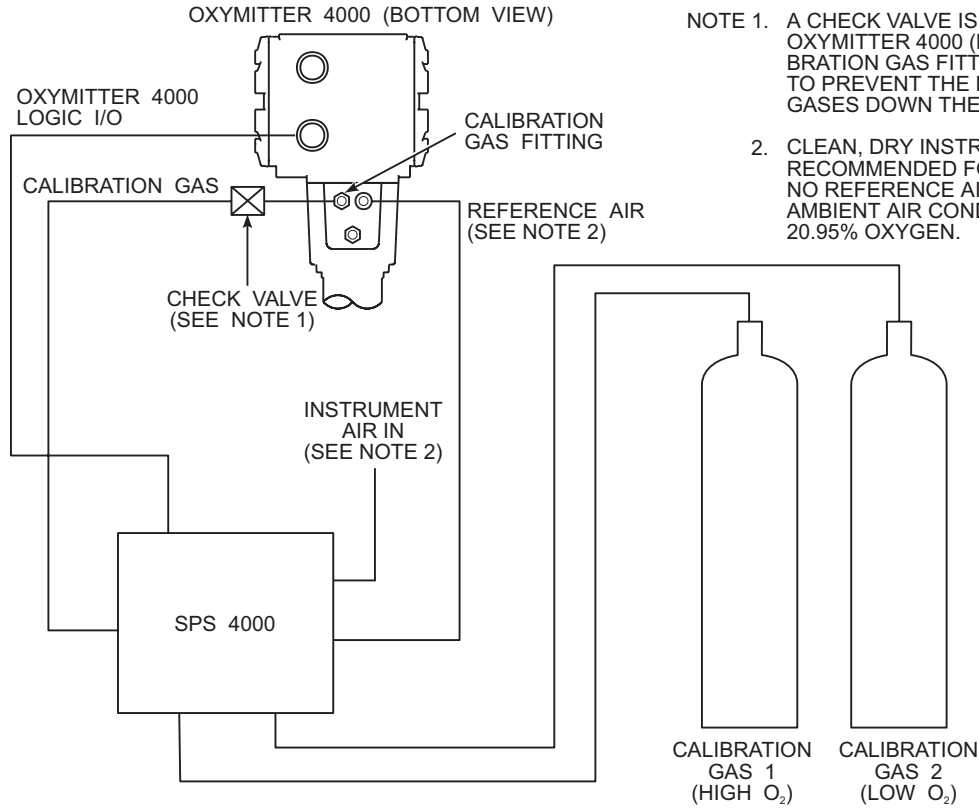 OXYMITTER 4000 (BOTTOM VIEW)
NOTE 1. A CHECK VALVE IS
OXYMITTER 4000 (
BRATION GAS FITT
TO PREVENT THE
GASES DOWN THE
2. CLEAN, DRY INSTR
RECOMMENDED FO
NO REFERENCE AI
AMBIENT AIR COND
20.95% OXYGEN.
OXYMITTER 4000
LOGIC I/O
CALIBRATION
GAS FITTING
CALIBRATION GAS
REFERENCE AIR
(SEE NOTE 2)
CHECK VALVE
(SEE NOTE 1)
INSTRUMENT
AIR IN
(SEE NOTE 2)
SPS 4000
CALIBRATION
GAS 1
(HIGH O₂)
CALIBRATION
GAS 2
(LOW O₂)